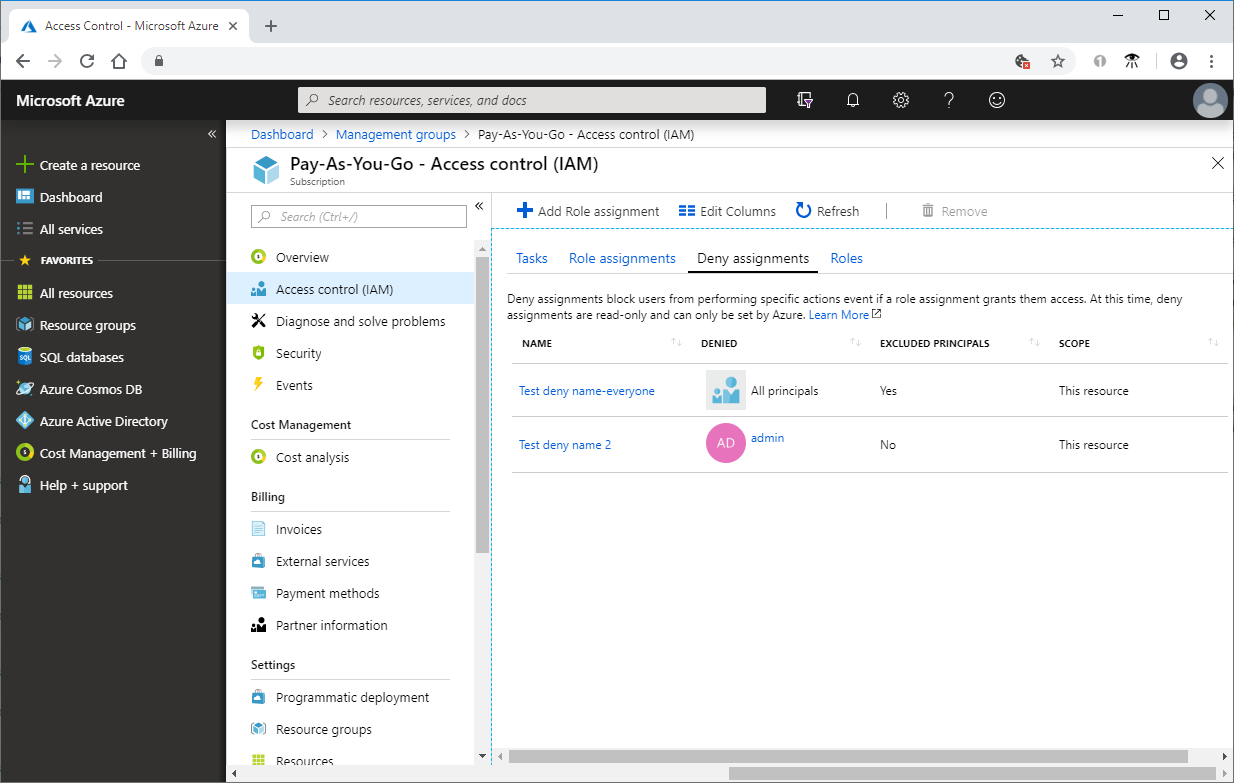 Access Control - Microsoft Azure
Microsoft Azure
Search resources, services, and docs
Create a resource
Dashboard
All services
FAVORITES
All resources
Resource groups
SQL databases
Azure Cosmos DB
Azure Active Directory
Cost Management + Billing
Help + support
Dashboard > Management groups > Pay-As-You-Go - Access control (IAM)
Pay-As-You-Go - Access control (IAM)
Subscription
Search (Ctrl+/)
Overview
Access control (IAM)
Diagnose and solve problems
Security
Events
Cost Management
Cost analysis
Billing
Invoices
External services
Payment methods
Partner information
Settings
Programmatic deployment
Resource groups
Resources
Add Role assignment Edit Columns Refresh Remove
Tasks Role assignments Deny assignments Roles
Deny assignments block users from performing specific actions event if a role assignment grants them access. At this time, deny
assignments are read-only and can only be set by Azure. Learn More
NAME DENIED EXCLUDED PRINCIPALS SCOPE
Test deny name-everyone All principals Yes This resource
Test deny name 2 AD admin No This resource